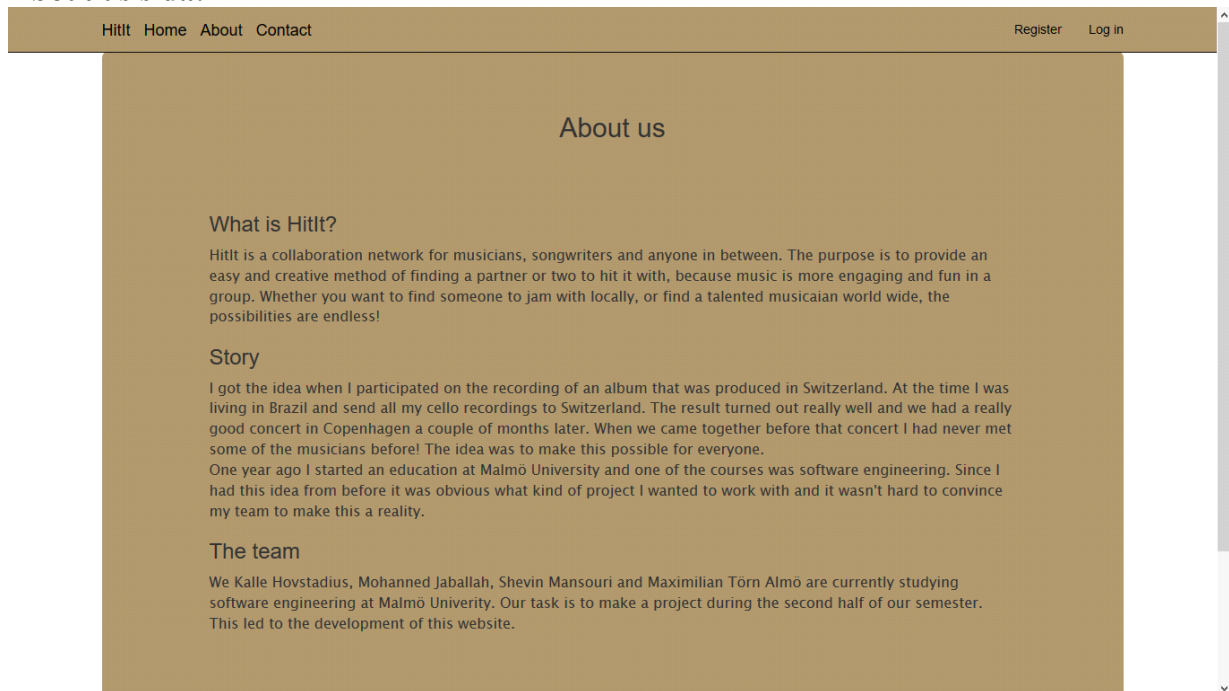 HitIt Home About Contact Register Log in
About us
What is HitIt?
HitIt is a collaboration network for musicians, songwriters and anyone in between. The purpose is to provide an
easy and creative method of finding a partner or two to hit it with, because music is more engaging and fun in a
group. Whether you want to find someone to jam with locally, or find a talented musicaian world wide, the
possibilities are endless!
Story
I got the idea when I participated on the recording of an album that was produced in Switzerland. At the time I was
living in Brazil and send all my cello recordings to Switzerland. The result turned out really well and we had a really
good concert in Copenhagen a couple of months later. When we came together before that concert I had never met
some of the musicians before! The idea was to make this possible for everyone.
One year ago I started an education at Malmö University and one of the courses was software engineering. Since I
had this idea from before it was obvious what kind of project I wanted to work with and it wasn't hard to convince
my team to make this a reality.
The team
We Kalle Hovstadius, Mohanned Jaballah, Shevin Mansouri and Maximilian Törn Almö are currently studying
software engineering at Malmö Univerity. Our task is to make a project during the second half of our semester.
This led to the development of this website.